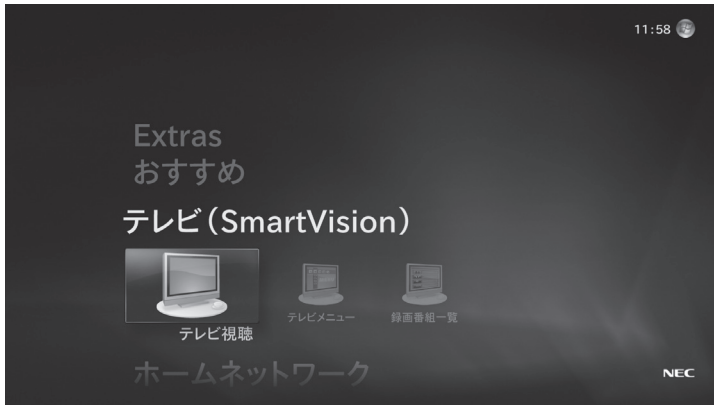 11:58
Extras
おすすめ
テレビ（SmartVision）
テレビ視聴
テレビメニュー
録画番組一覧
ホームネットワーク
NEC